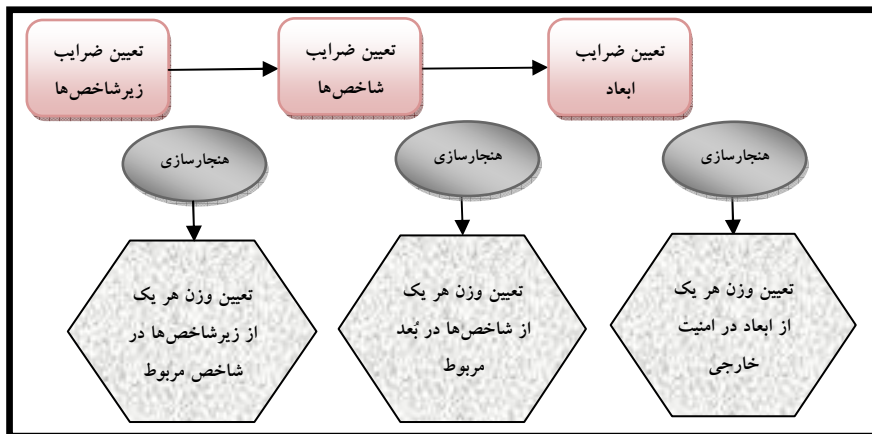 تعیین ضرایب
زیرشاخص‌ها
تعیین ضرایب
شاخص‌ها
تعیین ضرایب
ابعاد
هنجارسازی
هنجارسازی
هنجارسازی
تعیین وزن هر یک
از زیرشاخص‌ها در
شاخص مربوط
تعیین وزن هر یک
از شاخص‌ها در بُعد
مربوط
تعیین وزن هر یک
از ابعاد در امنیت
خارجی